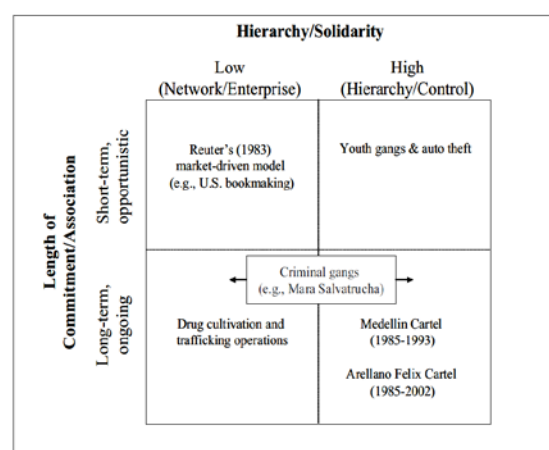 Hierarchy/Solidarity
Low
(Network/Enterprise)
High
(Hierarchy/Control)
Length of
Commitment/Association
Short-term,
opportunistic
Reuter's (1983)
market-driven model
(e.g., U.S. bookmaking)
Youth gangs & auto theft
Criminal gangs
(e.g., Mara Salvatrucha)
Long-term,
ongoing
Drug cultivation and
trafficking operations
Medellin Cartel
(1985-1993)
Arellano Felix Cartel
(1985-2002)